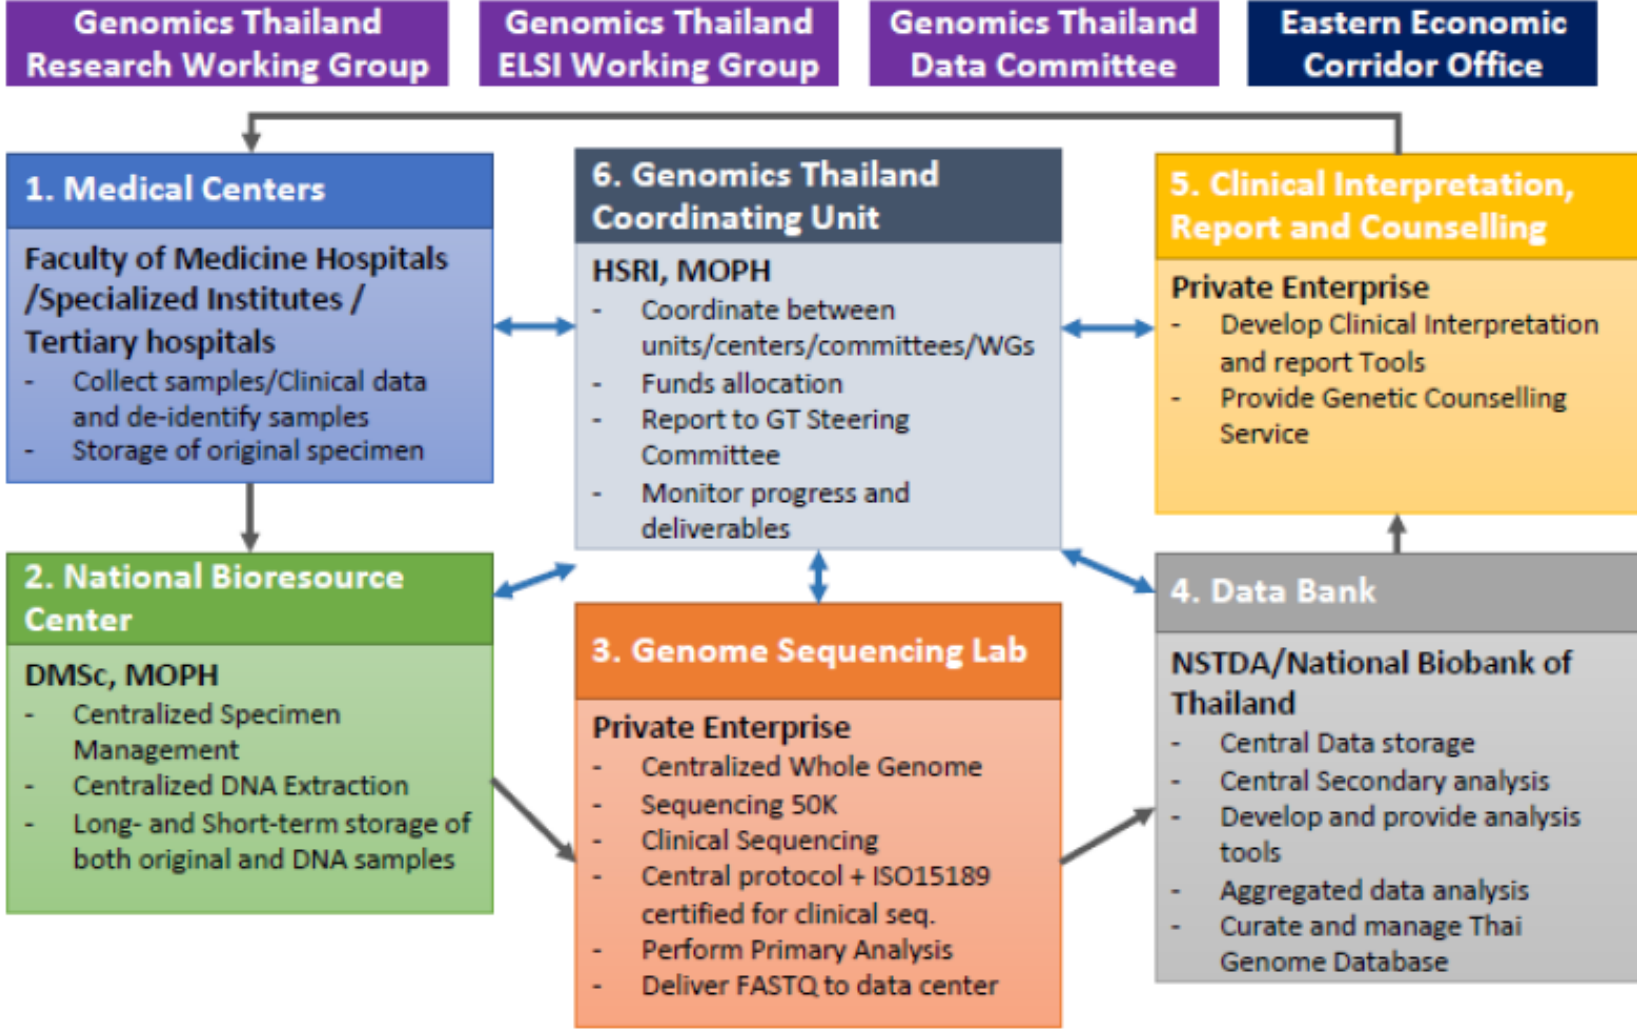 Genomics Thailand
Research Working Group
Genomics Thailand
ELSI Working Group
Genomics Thailand
Data Committee
Eastern Economic
Corridor Office
1. Medical Centers
Faculty of Medicine Hospitals
/Specialized Institutes /
Tertiary hospitals
- Collect samples/Clinical data
and de-identify samples
- Storage of original specimen
6. Genomics Thailand
Coordinating Unit
HSRI, MOPH
- Coordinate between
units/centers/committees/WGs
- Funds allocation
- Report to GT Steering
Committee
- Monitor progress and
deliverables
5. Clinical Interpretation,
Report and Counselling
Private Enterprise
- Develop Clinical Interpretation
and report Tools
- Provide Genetic Counselling
Service
2. National Bioresource
Center
DMSc, MOPH
- Centralized Specimen
Management
- Centralized DNA Extraction
- Long- and Short-term storage of
both original and DNA samples
3. Genome Sequencing Lab
Private Enterprise
- Centralized Whole Genome
- Sequencing 50K
- Clinical Sequencing
- Central protocol + ISO15189
certified for clinical seq.
- Perform Primary Analysis
- Deliver FASTQ to data center
4. Data Bank
NSTDA/National Biobank of
Thailand
- Central Data storage
- Central Secondary analysis
- Develop and provide analysis
tools
- Aggregated data analysis
- Curate and manage Thai
Genome Database